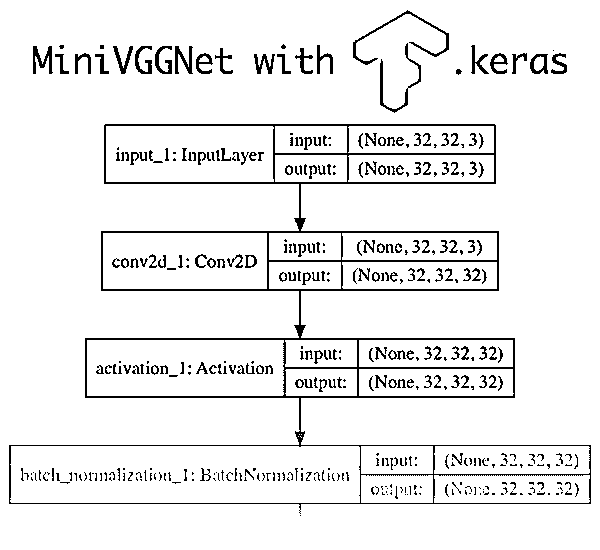 MiniVGGNet with .keras
input_1: InputLayer
input: (None, 32, 32, 3)
output: (None, 32, 32, 3)
conv2d_1: Conv2D
input: (None, 32, 32, 3)
output: (None, 32, 32, 32)
activation_1: Activation
input: (None, 32, 32, 32)
output: (None, 32, 32, 32)
batch_normalization_1: BatchNormalization
input: (None, 32, 32, 32)
output: (None, 32, 32, 32)